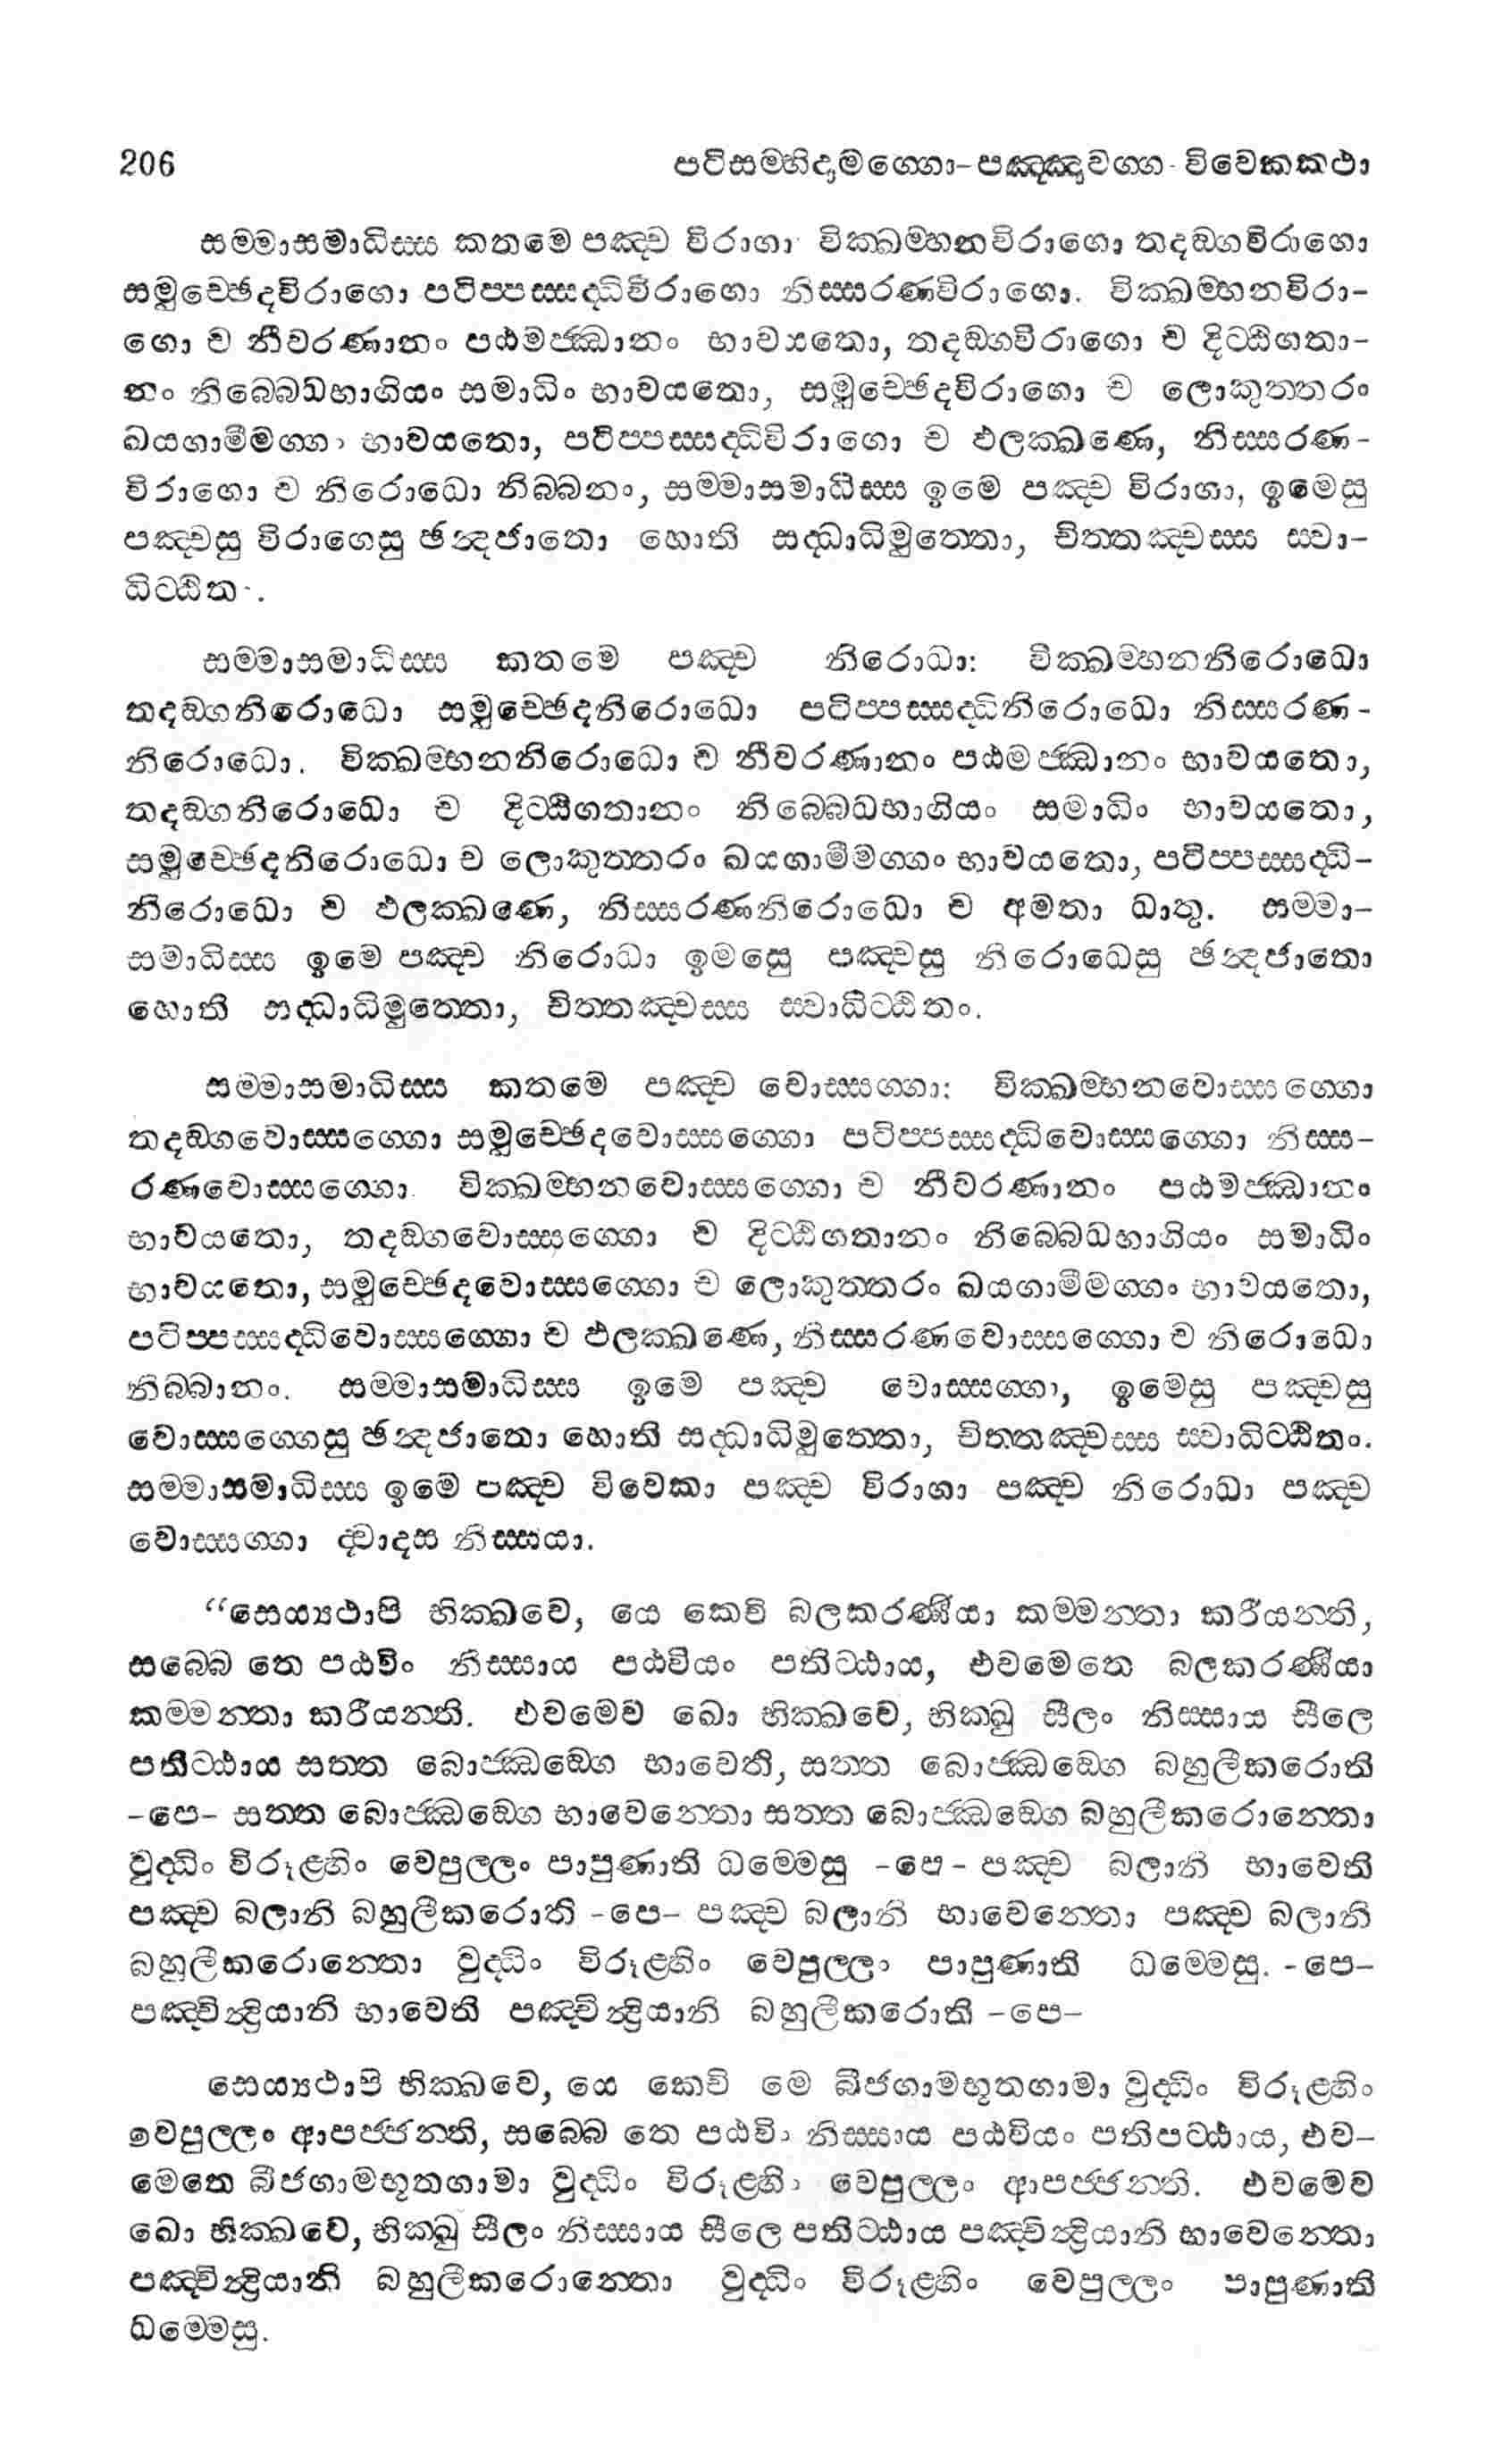 206 පටිසම්භිදාමග්ගො-පඤ්ඤාවග්ග - විවෙකකථා
සම්මාසමාධිස්ස කතමෙ පඤ්ච විරාගා වික්ඛම්භනවිරාගො තදඞ්ගවිරාගො
සමුච්ඡෙදවිරාගො පටිප්පස්සද්ධිවිරාගො නිස්සරණවිරාගො. වික්ඛම්භනවිරා-
ගො ච නීවරණානං පඨමජ්ඣානං භාවයතො, තදඞ්ගවිරාගො ච දිට්ඨිගතා-
නං නිබ්බෙධභාගියං සමාධිං භාවයතො, සමුච්ඡෙදවිරාගො ච ලොකුත්තරං
ඛයගාමීමග්ග භාවයතො, පටිප්පස්සද්ධිවිරාගො ච ඵලක්ඛණෙ, නිස්සරණ-
විරාගො ච නිරොධො නිබ්බනං, සම්මාසමාධිස්ස ඉමෙ පඤ්ච විරාගා, ඉමෙසු
පඤ්චසු විරාගෙසු ඡන්දජාතො හොති සද්ධාධිමුත්තො, චිත්තඤ්චස්ස ස්වා-
ධිට්ඨිත.
සම්මාසමාධිස්ස කතමෙ පඤ්ච නිරොධා: වික්ඛම්භනනිරොධො
තදඞ්ගනිරොධො සමුච්ඡෙදනිරොධො පටිප්පස්සද්ධිනිරොධො නිස්සරණ-
නිරොධො. වික්ඛම්භනනිරොධො ච නීවරණානං පඨමජ්ඣානං භාවයතො,
තදඞ්ගනිරොධො ච දිට්ඨිගතානං නිබ්බෙධභාගියං සමාධිං භාවයතො,
සමුච්ඡෙදනිරොධො ච ලොකුත්තරං ඛයගාමීමග්ගං භාවයතො, පටිප්පස්සද්ධි-
නිරොධො ච ඵලක්ඛණෙ, නිස්සරණනිරොධො ච අමතා ධාතු. සම්මා-
සමාධිස්ස ඉමෙ පඤ්ච නිරොධා ඉමසෙු පඤ්චසු නිරොධෙසු ඡන්දජාතො
හොති සද්ධාධිමුත්තො, චිත්තඤ්චස්ස ස්වාධිට්ඨිතං.
සම්මාසමාධිස්ස කතමෙ පඤ්ච වොස්සග්ගා: වික්ඛම්භනවොස්සග්ගො
තදඞ්ගවොස්සග්ගො සමුච්ඡෙදවොස්සග්ගො පටිප්පස්සද්ධිවොස්සග්ගො නිස්ස-
රණවොස්සග්ගො. වික්ඛම්භනවොස්සග්ගො ච නීවරණානං පඨමජ්ඣානං
භාවයතො, තදඞ්ගවොස්සග්ගො ච දිට්ඨිගතානං නිබ්බෙධභාගියං සමාධිං
භාවයතො, සමුච්ඡෙදවොස්සග්ගො ච ලොකුත්තරං ඛයගාමීමග්ගං භාවයතො,
පටිප්පස්සද්ධිවොස්සග්ගො ච ඵලක්ඛණෙ, නිස්සරණවොස්සග්ගො ච නිරොධො
නිබ්බානං. සම්මාසමාධිස්ස ඉමෙ පඤ්ච වොස්සග්ගා, ඉමෙසු පඤ්චසු
වොස්සග්ගෙසු ඡන්දජාතො හොති සද්ධාධිමුත්තො, චිත්තඤ්චස්ස ස්වාධිට්ඨිතං.
සම්මාසමාධිස්ස ඉමෙ පඤ්ච විවෙකා පඤ්ච විරාගා පඤ්ච නිරොධා පඤ්ච
වොස්සග්ගා ද්වාදස නිස්සයා.
“සෙය්‍යථාපි භික්ඛවෙ, යෙ කෙචි බලකරණීයා කම්මන්තා කරීයන්ති,
සබ්බෙ තෙ පඨවිං නිස්සාය පඨවියං පතිට්ඨාය, එවමෙතෙ බලකරණීයා
කම්මන්තා කරීයන්ති. එවමෙව ඛො භික්ඛවෙ, භික්ඛු සීලං නිස්සාය සීලෙ
පතිට්ඨාය සත්ත බොජ්ඣඞ්ගෙ භාවෙති, සත්ත බොජ්ඣඞ්ගෙ බහුලීකරොති
-පෙ- සත්ත බොජ්ඣඞ්ගෙ භාවෙන්තො සත්ත බොජ්ඣඞ්ගෙ බහුලීකරොන්තො
වුද්ධිං විරූළ්හිං වෙපුල්ලං පාපුණාති ධම්මෙසු -පෙ- පඤ්ච බලානි භාවෙති
පඤ්ච බලානි බහුලීකරොති -පෙ- පඤ්ච බලානි භාවෙන්තො පඤ්ච බලානි
බහුලීකරොන්තො වුද්ධිං විරූළ්හිං වෙපුල්ලං පාපුණාති ධම්මෙසු. -පෙ-
පඤ්චින්ද්‍රියානි භාවෙති පඤ්චින්ද්‍රියානි බහුලීකරොති -පෙ-
සෙය්‍යථාපි භික්ඛවෙ, යෙ කෙචි මෙ බීජගාමභූතගාමා වුද්ධිං විරූළ්හිං
වෙපුල්ලං ආපජ්ජන්ති, සබ්බෙ තෙ පඨවිං නිස්සාය පඨවියං පතිපට්ඨාය, එව-
මෙතෙ බීජගාමභූතගාමා වුද්ධිං විරූළ්හිං වෙපුල්ලං ආපජ්ජන්ති. එවමෙව
ඛො භික්ඛවෙ, භික්ඛු සීලං නිස්සාය සීලෙ පතිට්ඨාය පඤ්චින්ද්‍රියානි භාවෙන්තො
පඤ්චින්ද්‍රියානි බහුලීකරොන්තො වුද්ධිං විරූළ්හිං වෙපුල්ලං පාපුණාති
ධම්මෙසු.